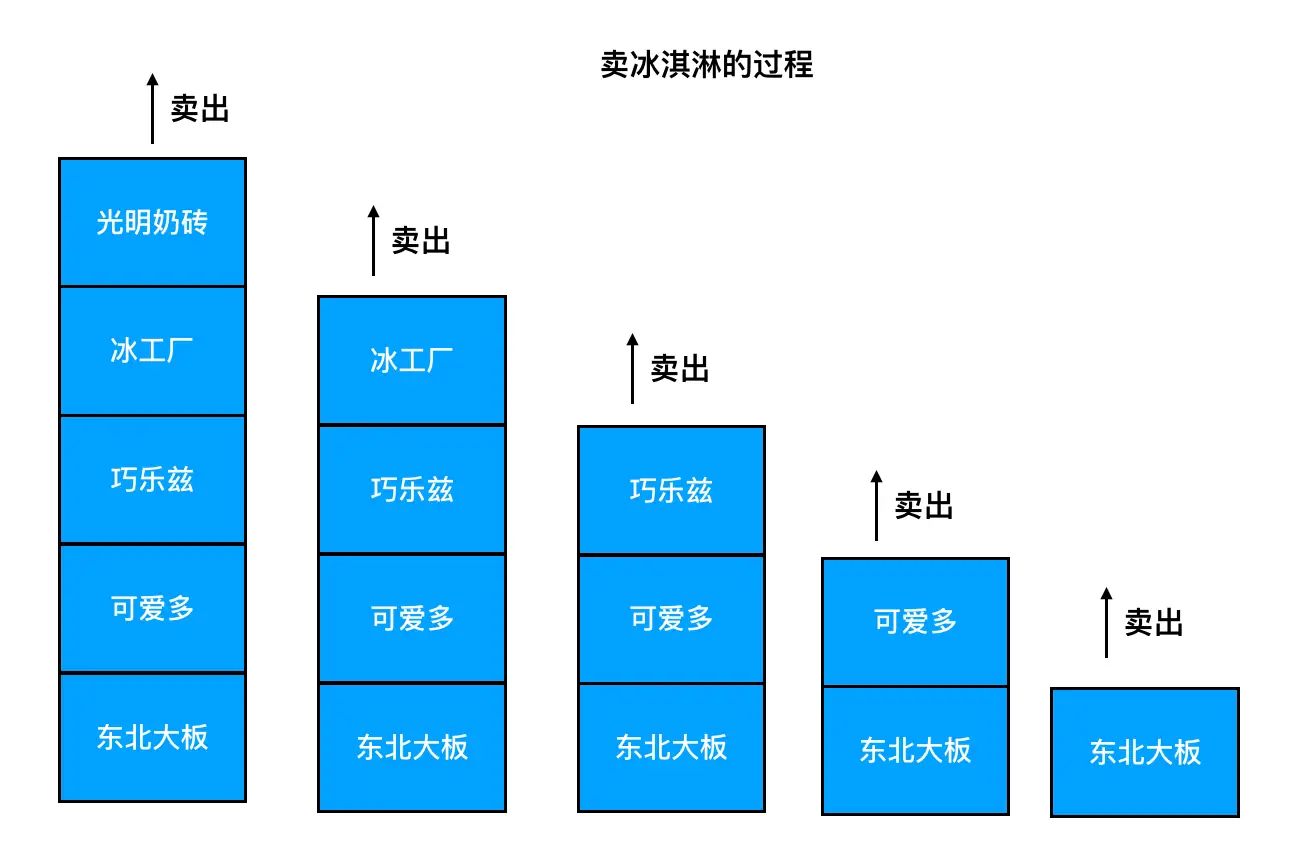 卖冰淇淋的过程
卖出
光明奶砖
冰工厂
巧乐兹
可爱多
东北大板
卖出
冰工厂
巧乐兹
可爱多
东北大板
卖出
巧乐兹
可爱多
东北大板
卖出
可爱多
东北大板
卖出
东北大板